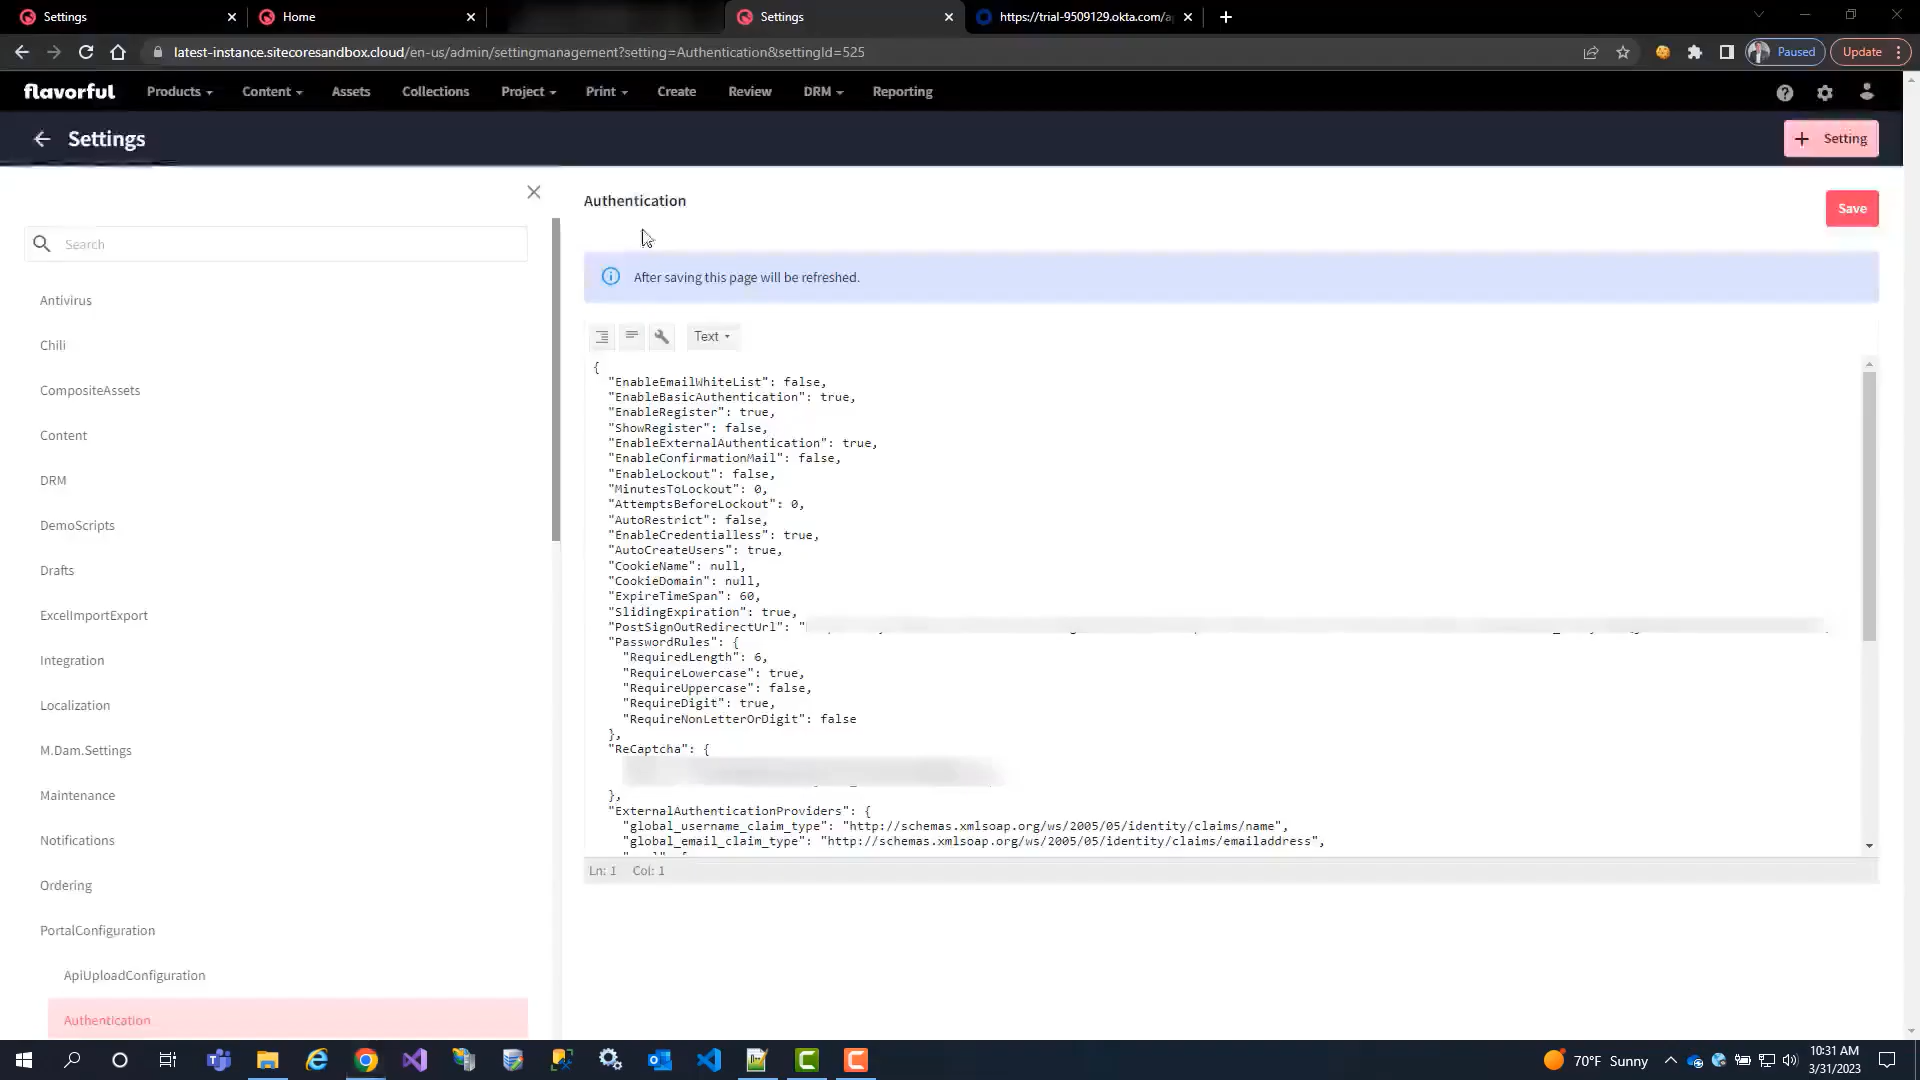 Settings
Home
Settings
https://trial-9509129.okta.com/a
latest-instance.sitecoresandbox.cloud/en-us/admin/settingmanagement?setting=Authentication&settingId=525
Paused
Update
flavorful
Products
Content
Assets
Collections
Project
Print
Create
Review
DRM
Reporting
Settings
+ Setting
Search
Antivirus
Chili
CompositeAssets
Content
DRM
DemoScripts
Drafts
ExcelImportExport
Integration
Localization
M.Dam.Settings
Maintenance
Notifications
Ordering
PortalConfiguration
ApiUploadConfiguration
Authentication
Authentication
Save
After saving this page will be refreshed.
Text
{
"EnableEmailWhiteList": false,
"EnableBasicAuthentication": true,
"EnableRegister": true,
"ShowRegister": false,
"EnableExternalAuthentication": true,
"EnableConfirmationMail": false,
"EnableLockout": false,
"MinutesToLockout": 0,
"AttemptsBeforeLockout": 0,
"AutoRestrict": false,
"EnableCredentialless": true,
"AutoCreateUsers": true,
"CookieName": null,
"CookieDomain": null,
"ExpireTimeSpan": 60,
"SlidingExpiration": true,
"PostSignOutRedirectUrl": "
"PasswordRules": {
"RequiredLength": 6,
"RequireLowercase": true,
"RequireUppercase": false,
"RequireDigit": true,
"RequireNonLetterOrDigit": false
},
"ReCaptcha": {
},
"ExternalAuthenticationProviders": {
"global_username_claim_type": "http://schemas.xmlsoap.org/ws/2005/05/identity/claims/name",
"global_email_claim_type": "http://schemas.xmlsoap.org/ws/2005/05/identity/claims/emailaddress",
Ln: 1 Col: 1
70°F Sunny
10:31 AM
3/31/2023